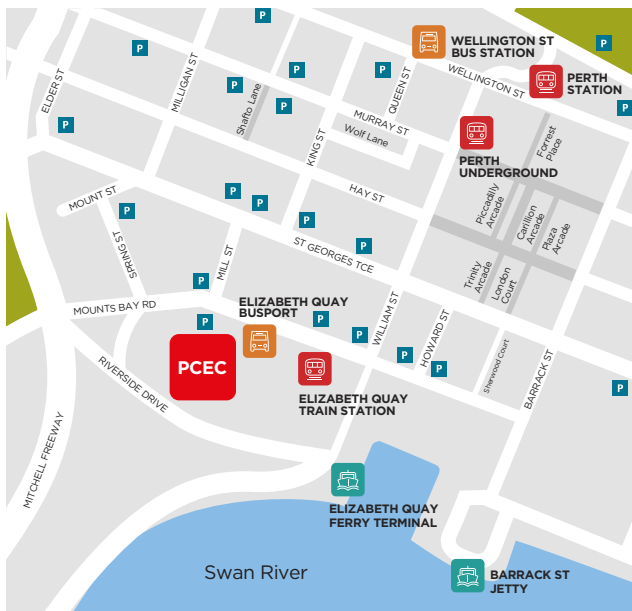 P
P
P
WELLINGTON ST
BUS STATION
WELLINGTON ST
PERTH
STATION
ELDER ST
MILLIGAN ST
P
P
QUEEN ST
P
P
P
Shafto Lane
MURRAY ST
Wolf Lane
KING ST
P
PERTH
UNDERGROUND
Forrest
Place
HAY ST
Piccadilly
Arcade
Carillion
Arcade
Plaza
Arcade
MOUNT ST
P
P
P
P
P
ST GEORGES TCE
SPRING ST
MILL ST
Trinity
Arcade
London
Court
P
MOUNTS BAY RD
ELIZABETH QUAY
BUSPORT
P
P
P
WILLIAM ST
HOWARD ST
PCEC
P
P
Sherwood Court
BARRACK ST
P
RIVERSIDE DRIVE
ELIZABETH QUAY
TRAIN STATION
MITCHELL FREEWAY
ELIZABETH QUAY
FERRY TERMINAL
Swan River
BARRACK ST
JETTY